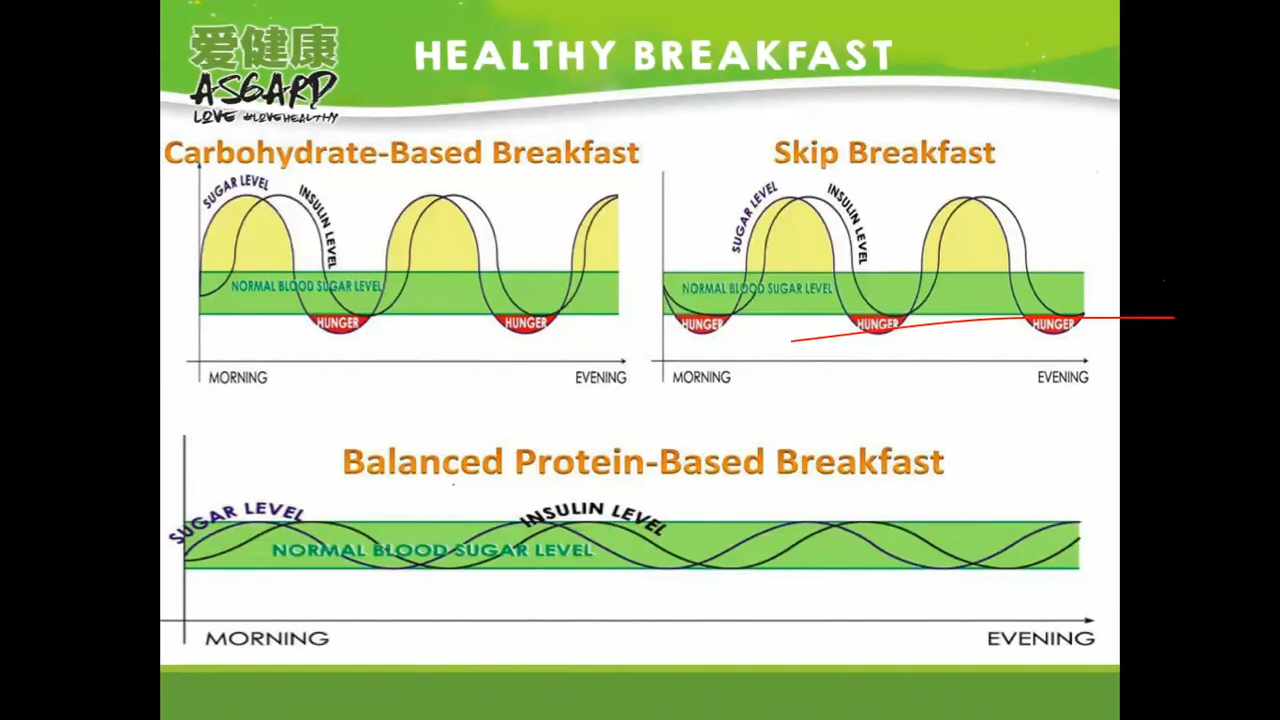 爱健康
ASGARD
LOVE #LOVEHEALTHY
HEALTHY BREAKFAST
Carbohydrate-Based Breakfast
SUGAR LEVEL
INSULIN LEVEL
NORMAL BLOOD SUGAR LEVEL
HUNGER
HUNGER
MORNING
EVENING
Skip Breakfast
SUGAR LEVEL
INSULIN LEVEL
NORMAL BLOOD SUGAR LEVEL
HUNGER
HUNGER
HUNGER
MORNING
EVENING
Balanced Protein-Based Breakfast
SUGAR LEVEL
INSULIN LEVEL
NORMAL BLOOD SUGAR LEVEL
MORNING
EVENING